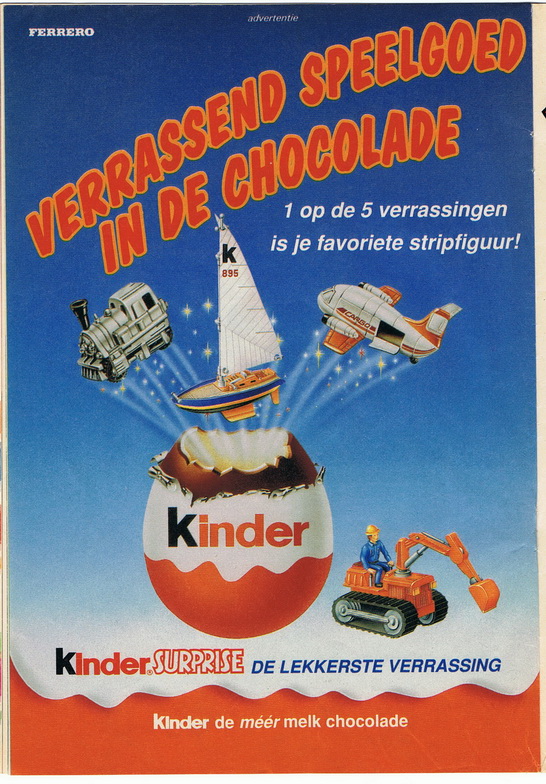 advertentie
FERRERO
VERRASSEND SPEELGOED
IN DE CHOCOLADE
1 op de 5 verrassingen
is je favoriete stripfiguur!
K
895
CARGO
Kinder
Kinder SURPRISE DE LEKKERSTE VERRASSING
Kinder de méér melk chocolade